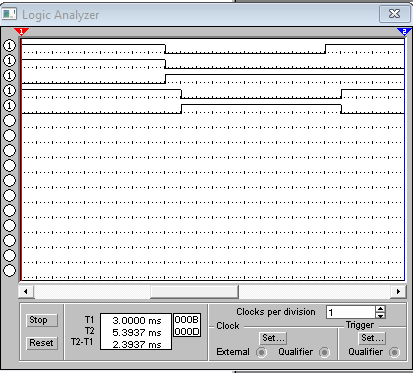 Logic Analyzer
1
2
1
1
1
1
1
Stop
Reset
T1 3.0000 ms 000B
T2 5.3937 ms 000D
T2-T1 2.3937 ms
Clocks per division 1
Clock
Set...
External Qualifier
Trigger
Set...
Qualifier